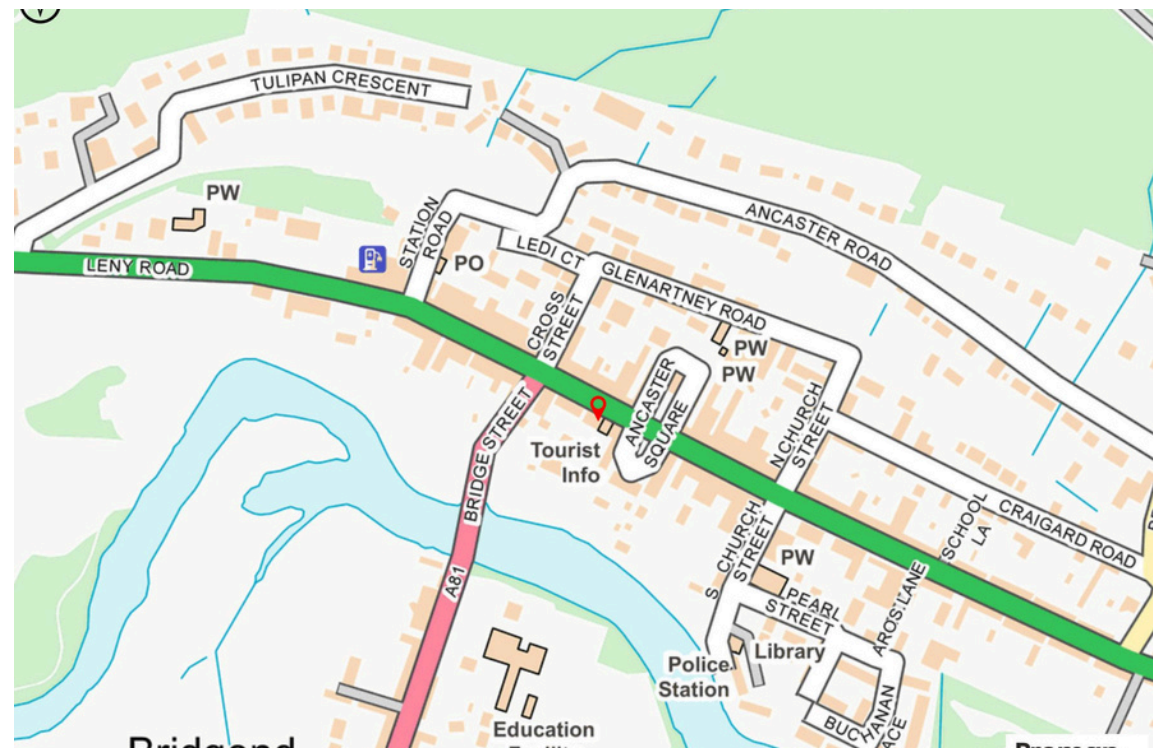 TULIPAN CRESCENT
PW
LENY ROAD
STATION
ROAD
PO
LEDI CT
GLENARTNEY ROAD
ANCASTER ROAD
CROSS
STREET
PW
PW
ANCASTER
SQUARE
BRIDGE STREET
Tourist
Info
N CHURCH
STREET
CRAIGARD ROAD
SCHOOL
LA
A81
S CHURCH
STREET
PW
PEARL
STREET
AROS LANE
Library
Police
Station
BUCHANAN
Education